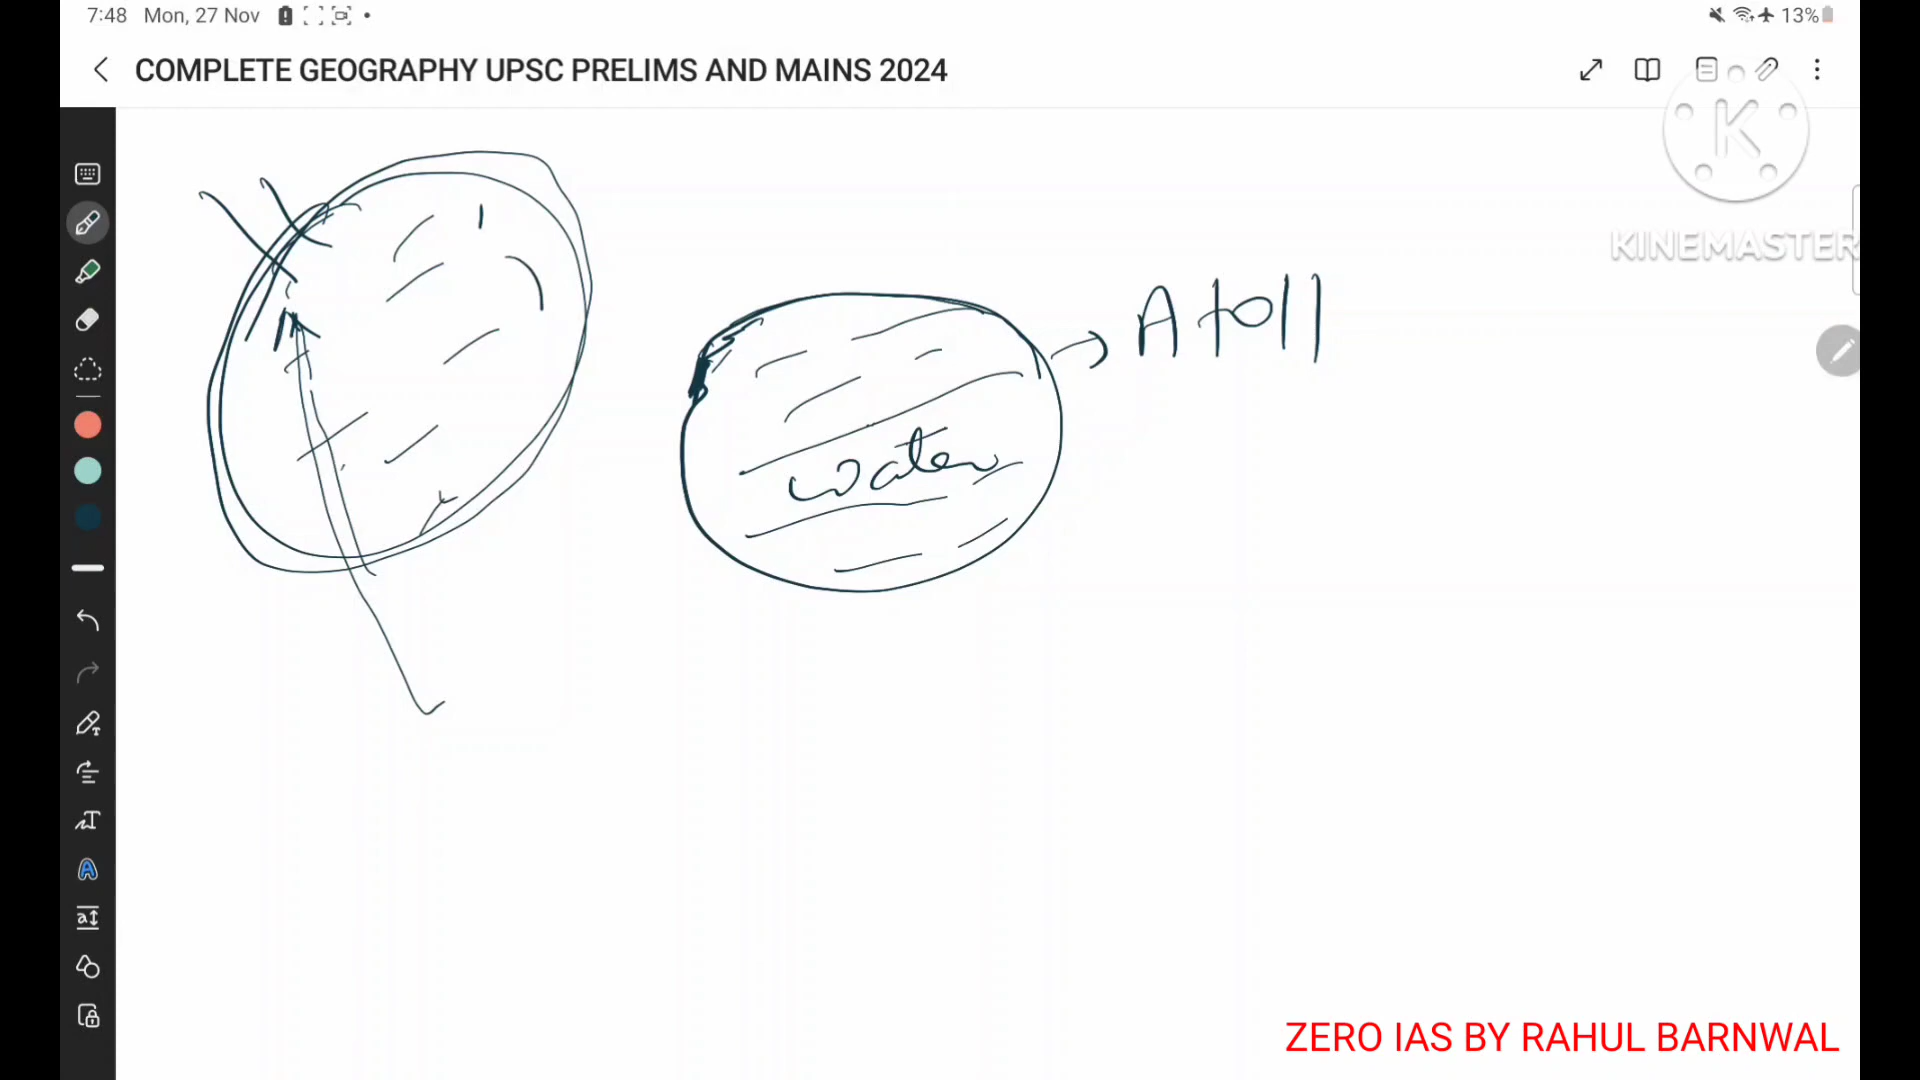 7:48 Mon, 27 Nov 13%
COMPLETE GEOGRAPHY UPSC PRELIMS AND MAINS 2024
K
KINEMASTER
Atoll
water
ZERO IAS BY RAHUL BARNWAL